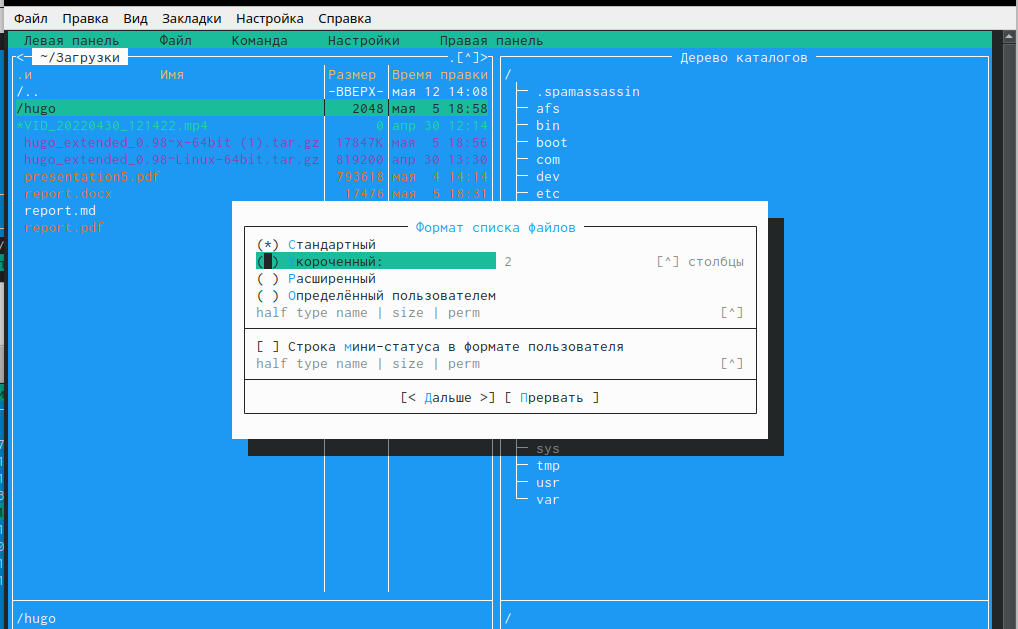 Файл Правка Вид Закладки Настройка Справка
Левая панель Файл Команда Настройки Правая панель
<— ~/Загрузки .[^]>
.и Имя Размер Время правки
/.. -ВВЕРХ- мая 12 14:08
/hugo 2048 мая 5 18:58
*VID_20220430_121422.mp4 0 апр 30 12:14
hugo_extended_0.98~x-64bit (1).tar.gz 17847K мая 5 18:56
hugo_extended_0.98~Linux-64bit.tar.gz 819200 апр 30 13:30
presentation5.pdf 793618 мая 4 14:14
report.docx 17476 мая 5 18:31
report.md
report.pdf
Дерево каталогов
/
.spamassassin
afs
bin
boot
com
dev
etc
Формат списка файлов
(*) Стандартный
( ) короченный: 2 [^] столбцы
( ) Расширенный
( ) Определённый пользователем
half type name | size | perm [^]
[ ] Строка мини-статуса в формате пользователя
half type name | size | perm [^]
[< Дальше >] [ Прервать ]
sys
tmp
usr
var
/hugo
/